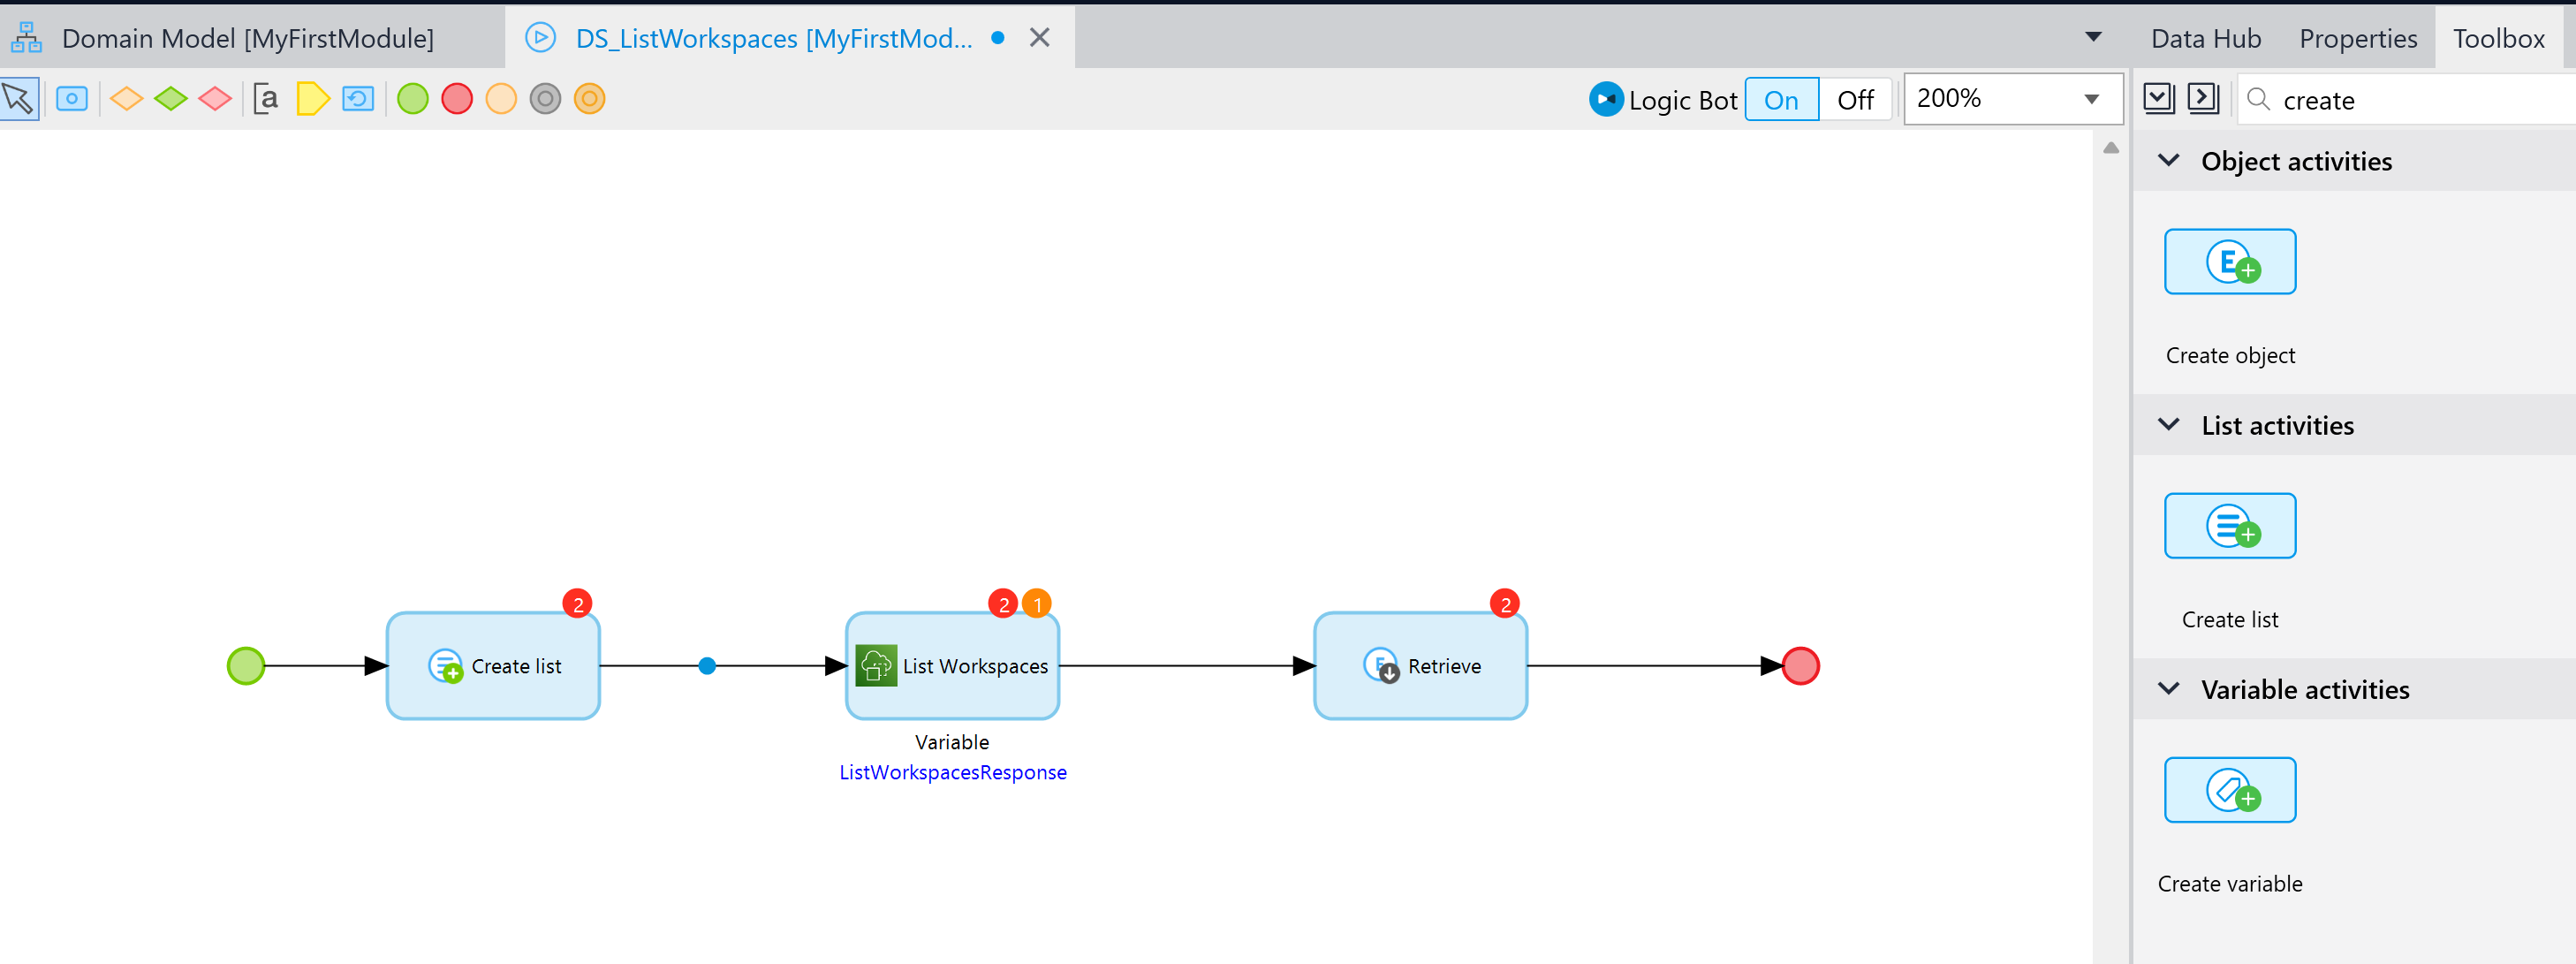 Domain Model [MyFirstModule]
DS_ListWorkspaces [MyFirstMod...
Data Hub
Properties
Toolbox
[a
Logic Bot
On
Off
200%
create
Object activities
E
Create object
List activities
Create list
Variable activities
Create variable
2
Create list
2
1
List Workspaces
Variable
ListWorkspacesResponse
2
E
Retrieve